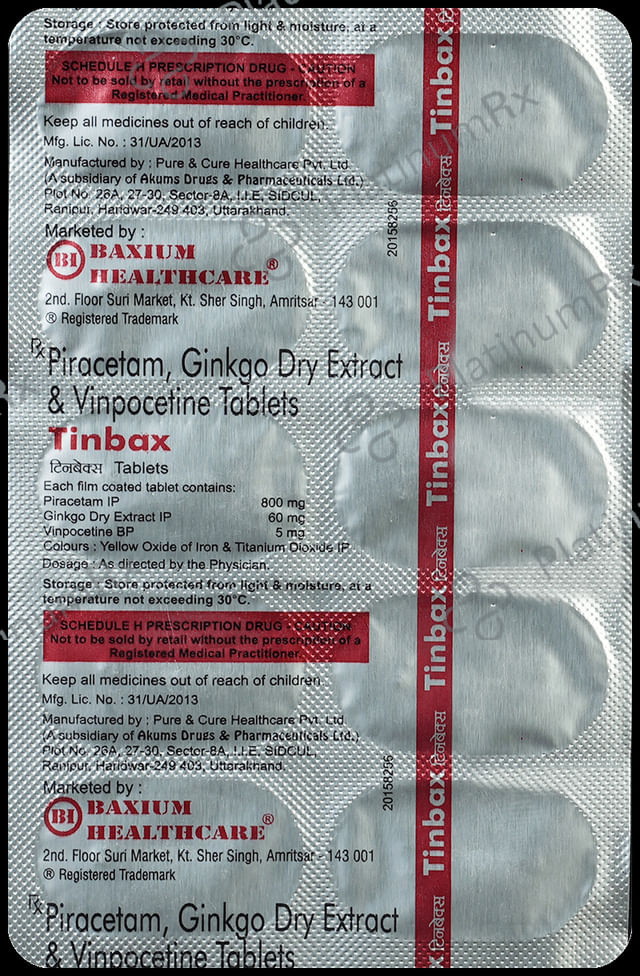 Storage : Store protected from light & moisture, at a
temperature not exceeding 30°C.
SCHEDULE H PRESCRIPTION DRUG - CAUTION
Not to be sold by retail without the prescription of a
Registered Medical Practitioner.
Keep all medicines out of reach of children.
Mfg. Lic. No. : 31/UA/2013
Manufactured by : Pure & Cure Healthcare Pvt. Ltd.
(A subsidiary of Akums Drugs & Pharmaceuticals Ltd.)
Plot No. 26A, 27-30, Sector-8A, I.I.E. SIDCUL,
Ranipur, Haridwar-249 403, Uttarakhand.
Marketed by :
BI BAXIUM
HEALTHCARE®
2nd. Floor Suri Market, Kt. Sher Singh, Amritsar - 143 001
® Registered Trademark
Rx Piracetam, Ginkgo Dry Extract
& Vinpocetine Tablets
Tinbax
टिनबेक्स Tablets
Each film coated tablet contains:
Piracetam IP 800 mg
Ginkgo Dry Extract IP 60 mg
Vinpocetine BP 5 mg
Colours : Yellow Oxide of Iron & Titanium Dioxide IP
Dosage : As directed by the Physician.
Storage : Store protected from light & moisture, at a
temperature not exceeding 30°C.
SCHEDULE H PRESCRIPTION DRUG - CAUTION
Not to be sold by retail without the prescription of a
Registered Medical Practitioner.
Keep all medicines out of reach of children.
Mfg. Lic. No. : 31/UA/2013
Manufactured by : Pure & Cure Healthcare Pvt. Ltd.
(A subsidiary of Akums Drugs & Pharmaceuticals Ltd.)
Plot No. 26A, 27-30, Sector-8A, I.I.E. SIDCUL,
Ranipur, Haridwar-249 403, Uttarakhand.
Marketed by :
BI BAXIUM
HEALTHCARE®
2nd. Floor Suri Market, Kt. Sher Singh, Amritsar - 143 001
® Registered Trademark
Rx Piracetam, Ginkgo Dry Extract
& Vinpocetine Tablets
20158256
20158256
Tinbax टिनबेक्स Tinbax टिनबेक्स Tinbax टिनबेक्स Tinbax टिनबेक्स Tinbax
PlatinumRx
PlatinumRx